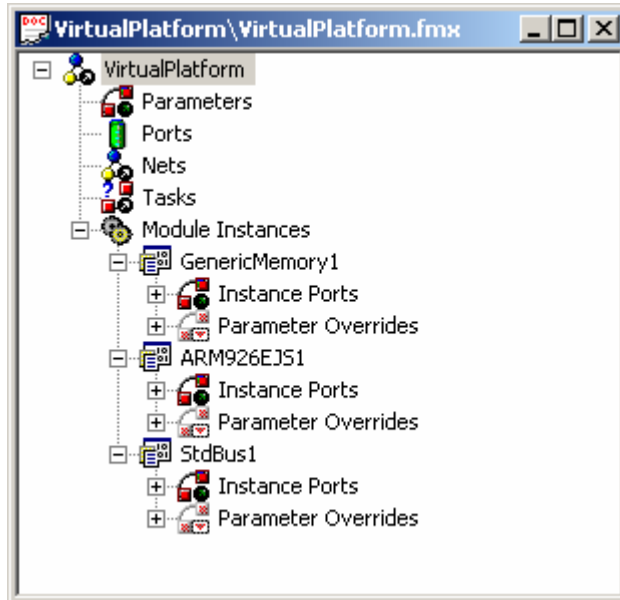 VirtualPlatform\VirtualPlatform.fmx
VirtualPlatform
Parameters
Ports
Nets
Tasks
Module Instances
GenericMemory1
Instance Ports
Parameter Overrides
ARM926EJS1
Instance Ports
Parameter Overrides
StdBus1
Instance Ports
Parameter Overrides